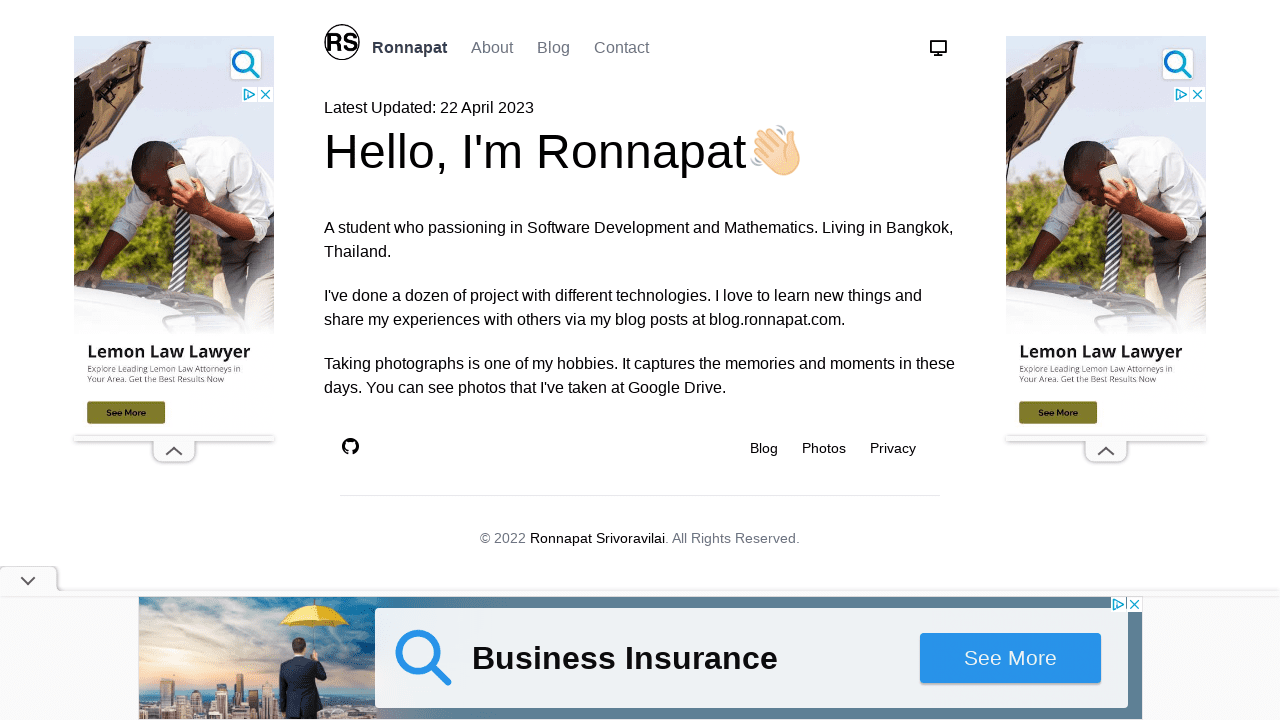 RS
Ronnapat About Blog Contact
Latest Updated: 22 April 2023
Hello, I'm Ronnapat👋🏻
A student who passioning in Software Development and Mathematics. Living in Bangkok,
Thailand.
I've done a dozen of project with different technologies. I love to learn new things and
share my experiences with others via my blog posts at blog.ronnapat.com.
Taking photographs is one of my hobbies. It captures the memories and moments in these
days. You can see photos that I've taken at Google Drive.
Blog Photos Privacy
© 2022 Ronnapat Srivoravilai. All Rights Reserved.
Lemon Law Lawyer
Explore Leading Lemon Law Attorneys in
Your Area. Get the Best Results Now
See More
Lemon Law Lawyer
Explore Leading Lemon Law Attorneys in
Your Area. Get the Best Results Now
See More
Business Insurance
See More